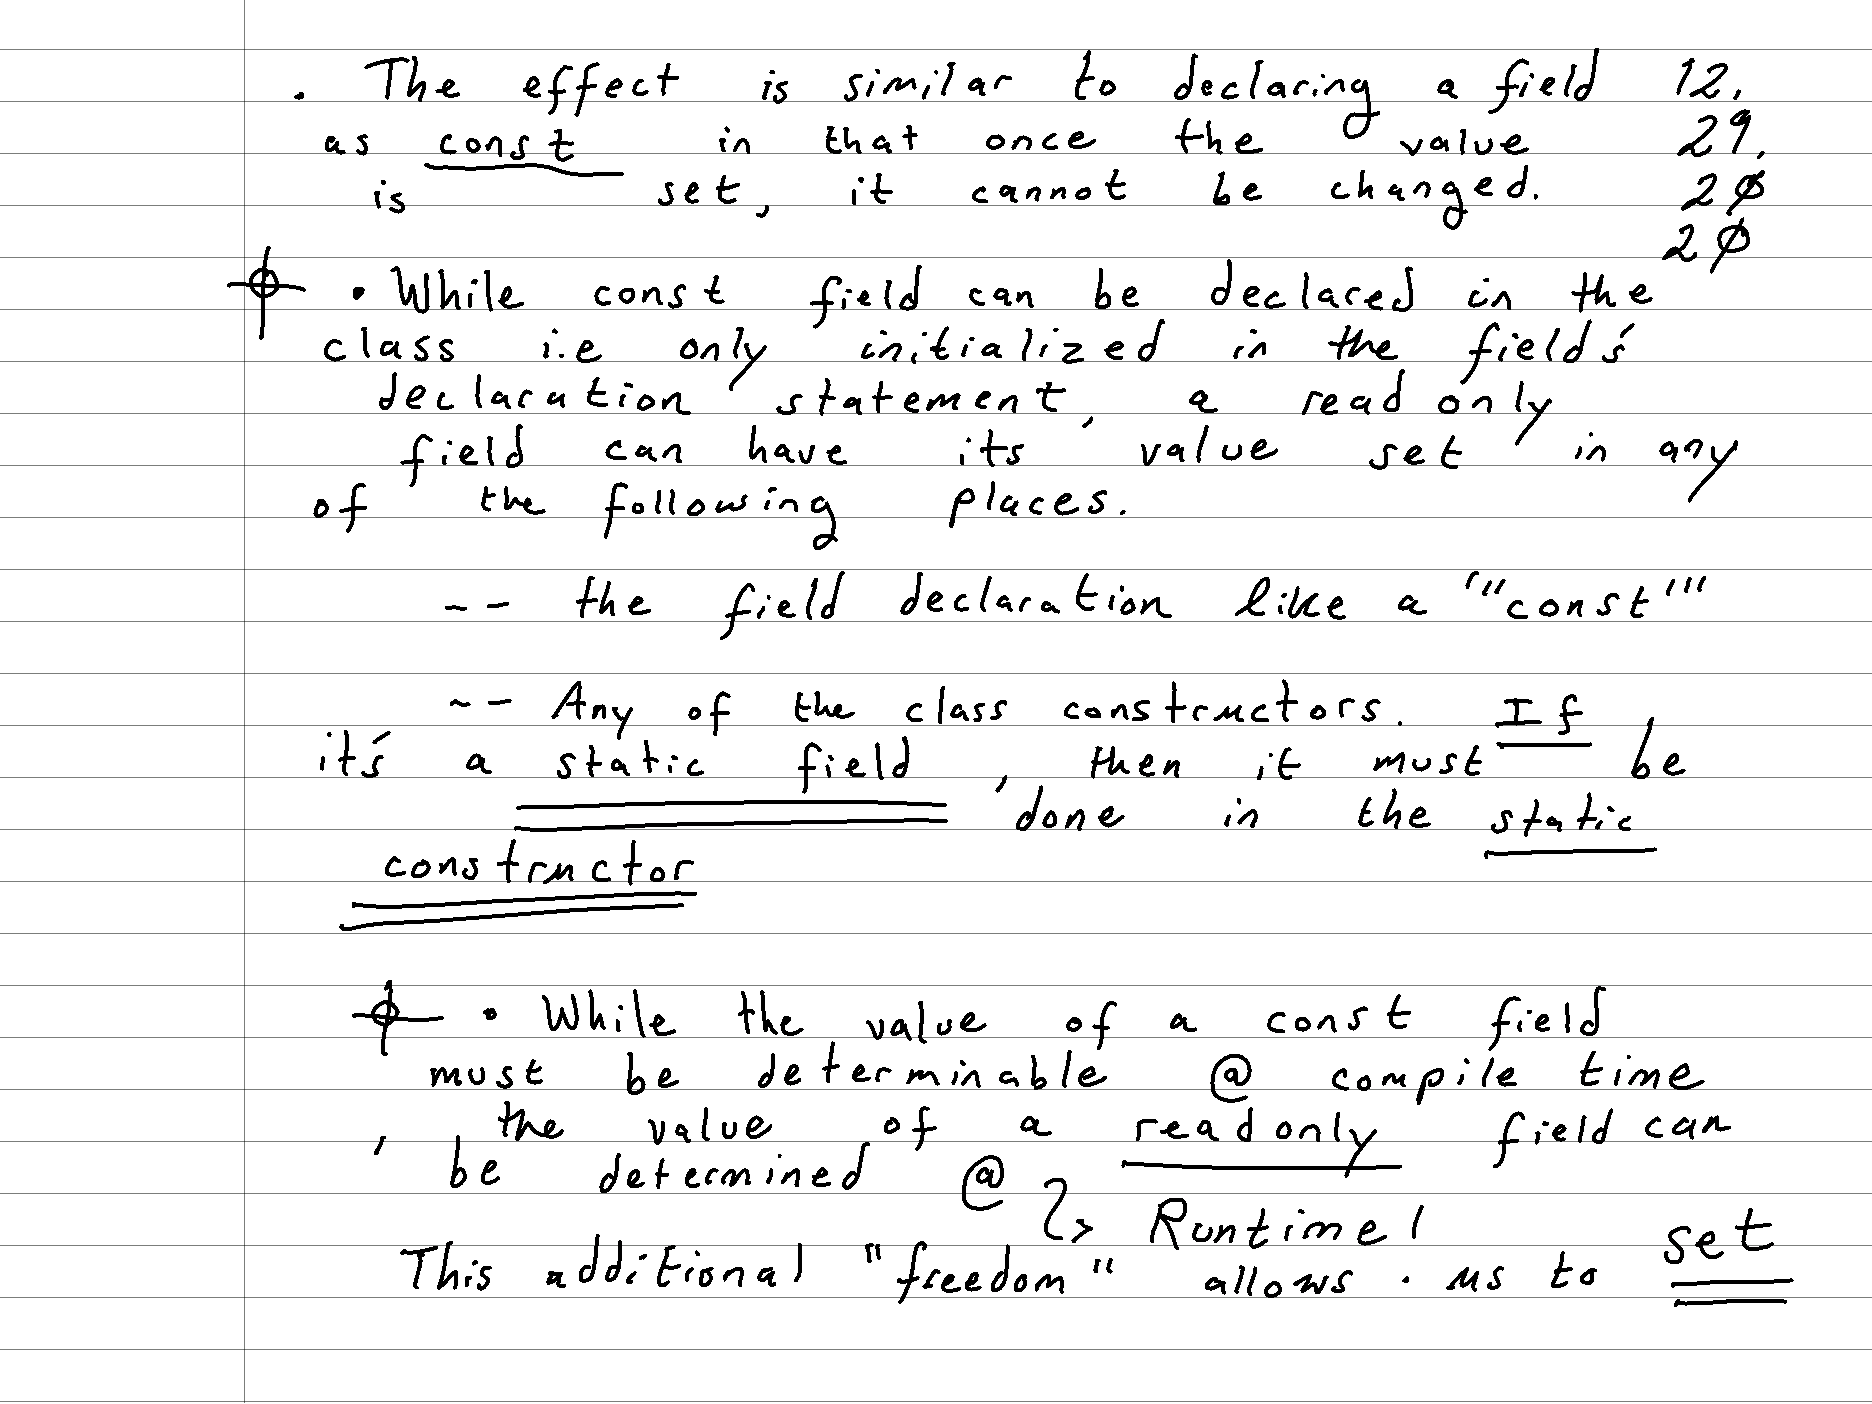 . The effect is similar to declaring a field 12.
as const in that once the value 29.
is set, it cannot be changed. 20
20
• While const field can be declared in the
class i.e only initialized in the field's
declaration statement, a readonly
field can have its value set in any
of the following places.
-- the field declaration like a '"const"'
-- Any of the class constructors. If
it's a static field, then it must be
done in the static
constructor
• While the value of a const field
must be determinable @ compile time
, the value of a readonly field can
be determined @
↳ Runtime!
This additional "freedom" allows . us to set